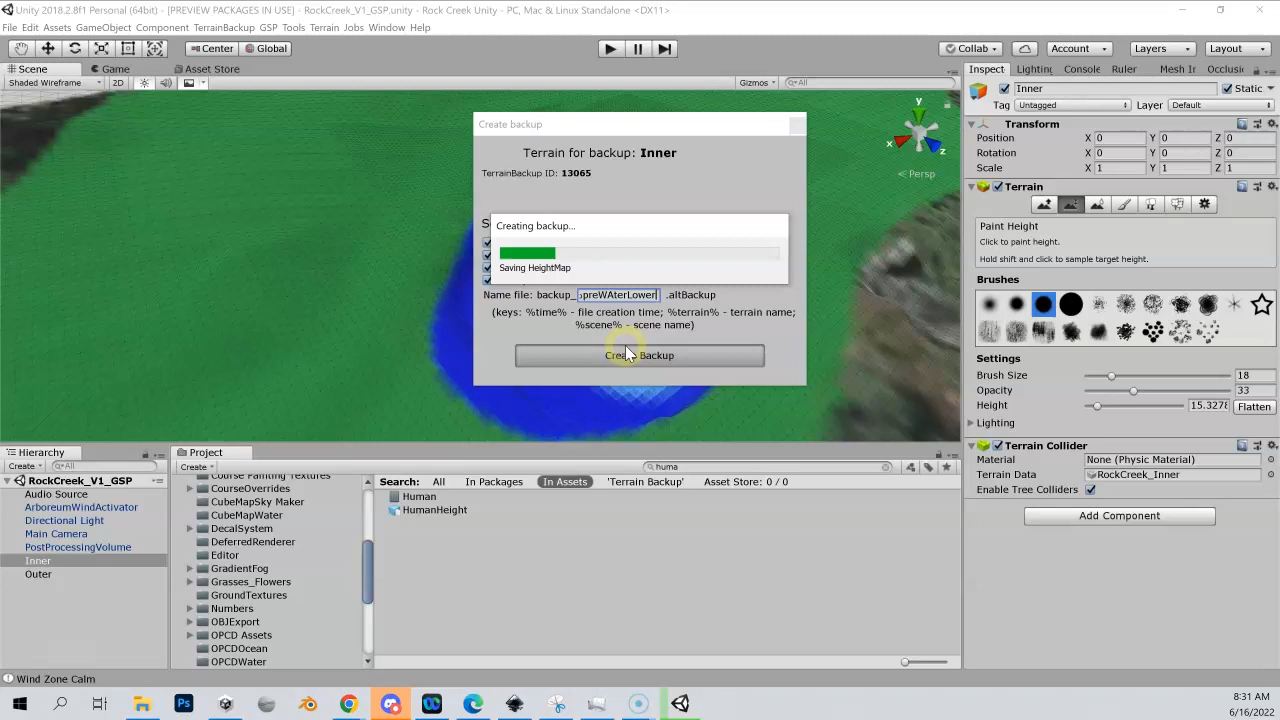 Unity 2018.2.8f1 Personal (64bit) - [PREVIEW PACKAGES IN USE] - RockCreek_V1_GSP.unity - Rock Creek Unity - PC, Mac & Linux Standalone <DX11>
File Edit Assets GameObject Component TerrainBackup GSP Tools Terrain Jobs Window Help
Center Global Collab Account Layers Layout
Scene Game Asset Store
Shaded Wireframe 2D Gizmos All
y
x z
Persp
Create backup
Terrain for backup: Inner
TerrainBackup ID: 13065
Creating backup...
Saving HeightMap
Name file: backup_ preWAterLower .altBackup
(keys: %time% - file creation time; %terrain% - terrain name;
%scene% - scene name)
Create Backup
Inspect Lighting Console Ruler Mesh Ir Occlusi
Inner Static
Tag Untagged Layer Default
Transform
Position X 0 Y 0 Z 0
Rotation X 0 Y 0 Z 0
Scale X 1 Y 1 Z 1
Terrain
Paint Height
Click to paint height.
Hold shift and click to sample target height.
Brushes
Settings
Brush Size 18
Opacity 33
Height 15.3278 Flatten
Lighting
Terrain Collider
Material None (Physic Material)
Terrain Data RockCreek_Inner
Enable Tree Colliders
Add Component
Hierarchy
Create All
RockCreek_V1_GSP
Audio Source
ArboreumWindActivator
Directional Light
Main Camera
PostProcessingVolume
Inner
Outer
Project
Create huma
Course Painting Textures
CourseOverrides
CubeMapSky Maker
CubeMapWater
DecalSystem
DeferredRenderer
Editor
GradientFog
Grasses_Flowers
GroundTextures
Numbers
OBJExport
OPCD Assets
OPCDOcean
OPCDWater
Search: All In Packages In Assets 'Terrain Backup' Asset Store: 0 / 0
Human
HumanHeight
Wind Zone Calm
8:31 AM
6/16/2022